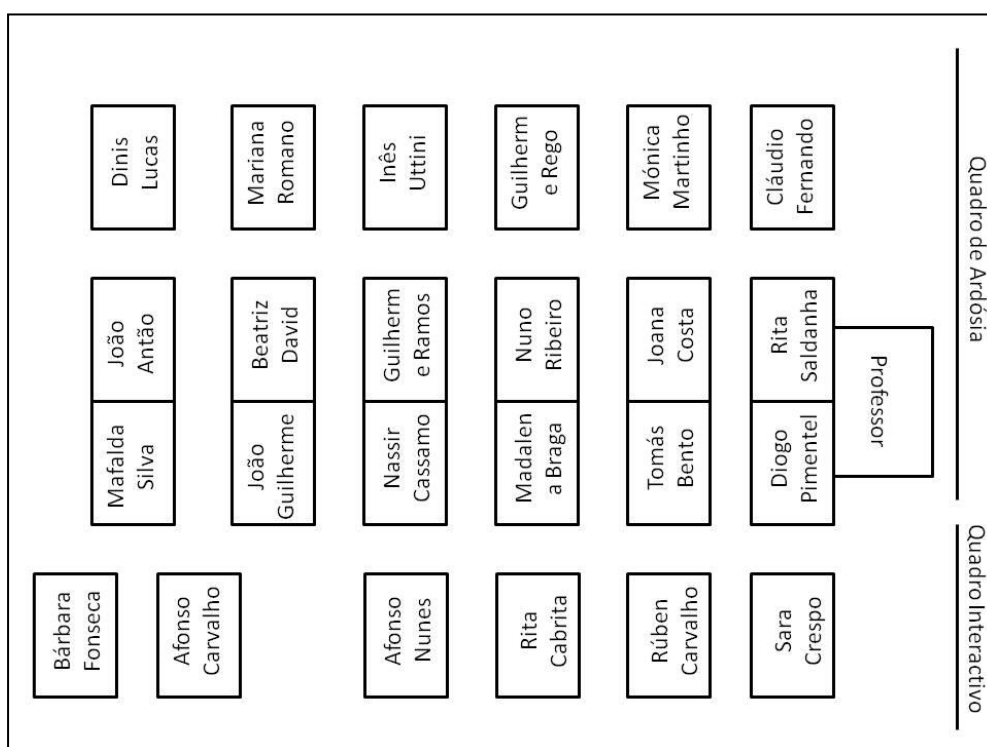 Bárbara
Fonseca
Mafalda
Silva
João
Antão
Dinis
Lucas
Afonso
Carvalho
João
Guilherme
Beatriz
David
Mariana
Romano
Afonso
Nunes
Nassir
Cassamo
Guilherm
e Ramos
Inês
Uttini
Rita
Cabrita
Madalen
a Braga
Nuno
Ribeiro
Guilherm
e Rego
Rúben
Carvalho
Tomás
Bento
Joana
Costa
Mónica
Martinho
Sara
Crespo
Diogo
Pimentel
Rita
Saldanha
Cláudio
Fernando
Professor
Quadro Interactivo
Quadro de Ardósia